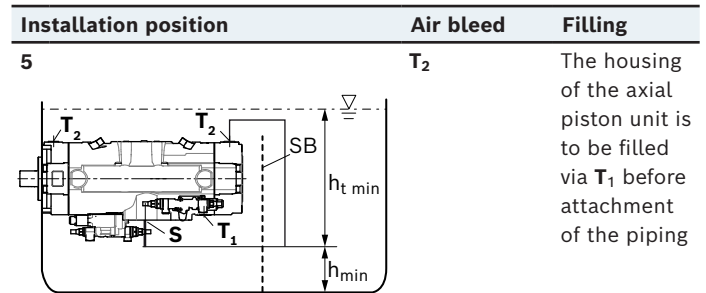 Installation position Air bleed Filling
5 T₂ The housing
of the axial
piston unit is
to be filled
via T₁ before
attachment
of the piping
T₂ T₂
SB
hₜ ₘᵢₙ
S T₁
hₘᵢₙ